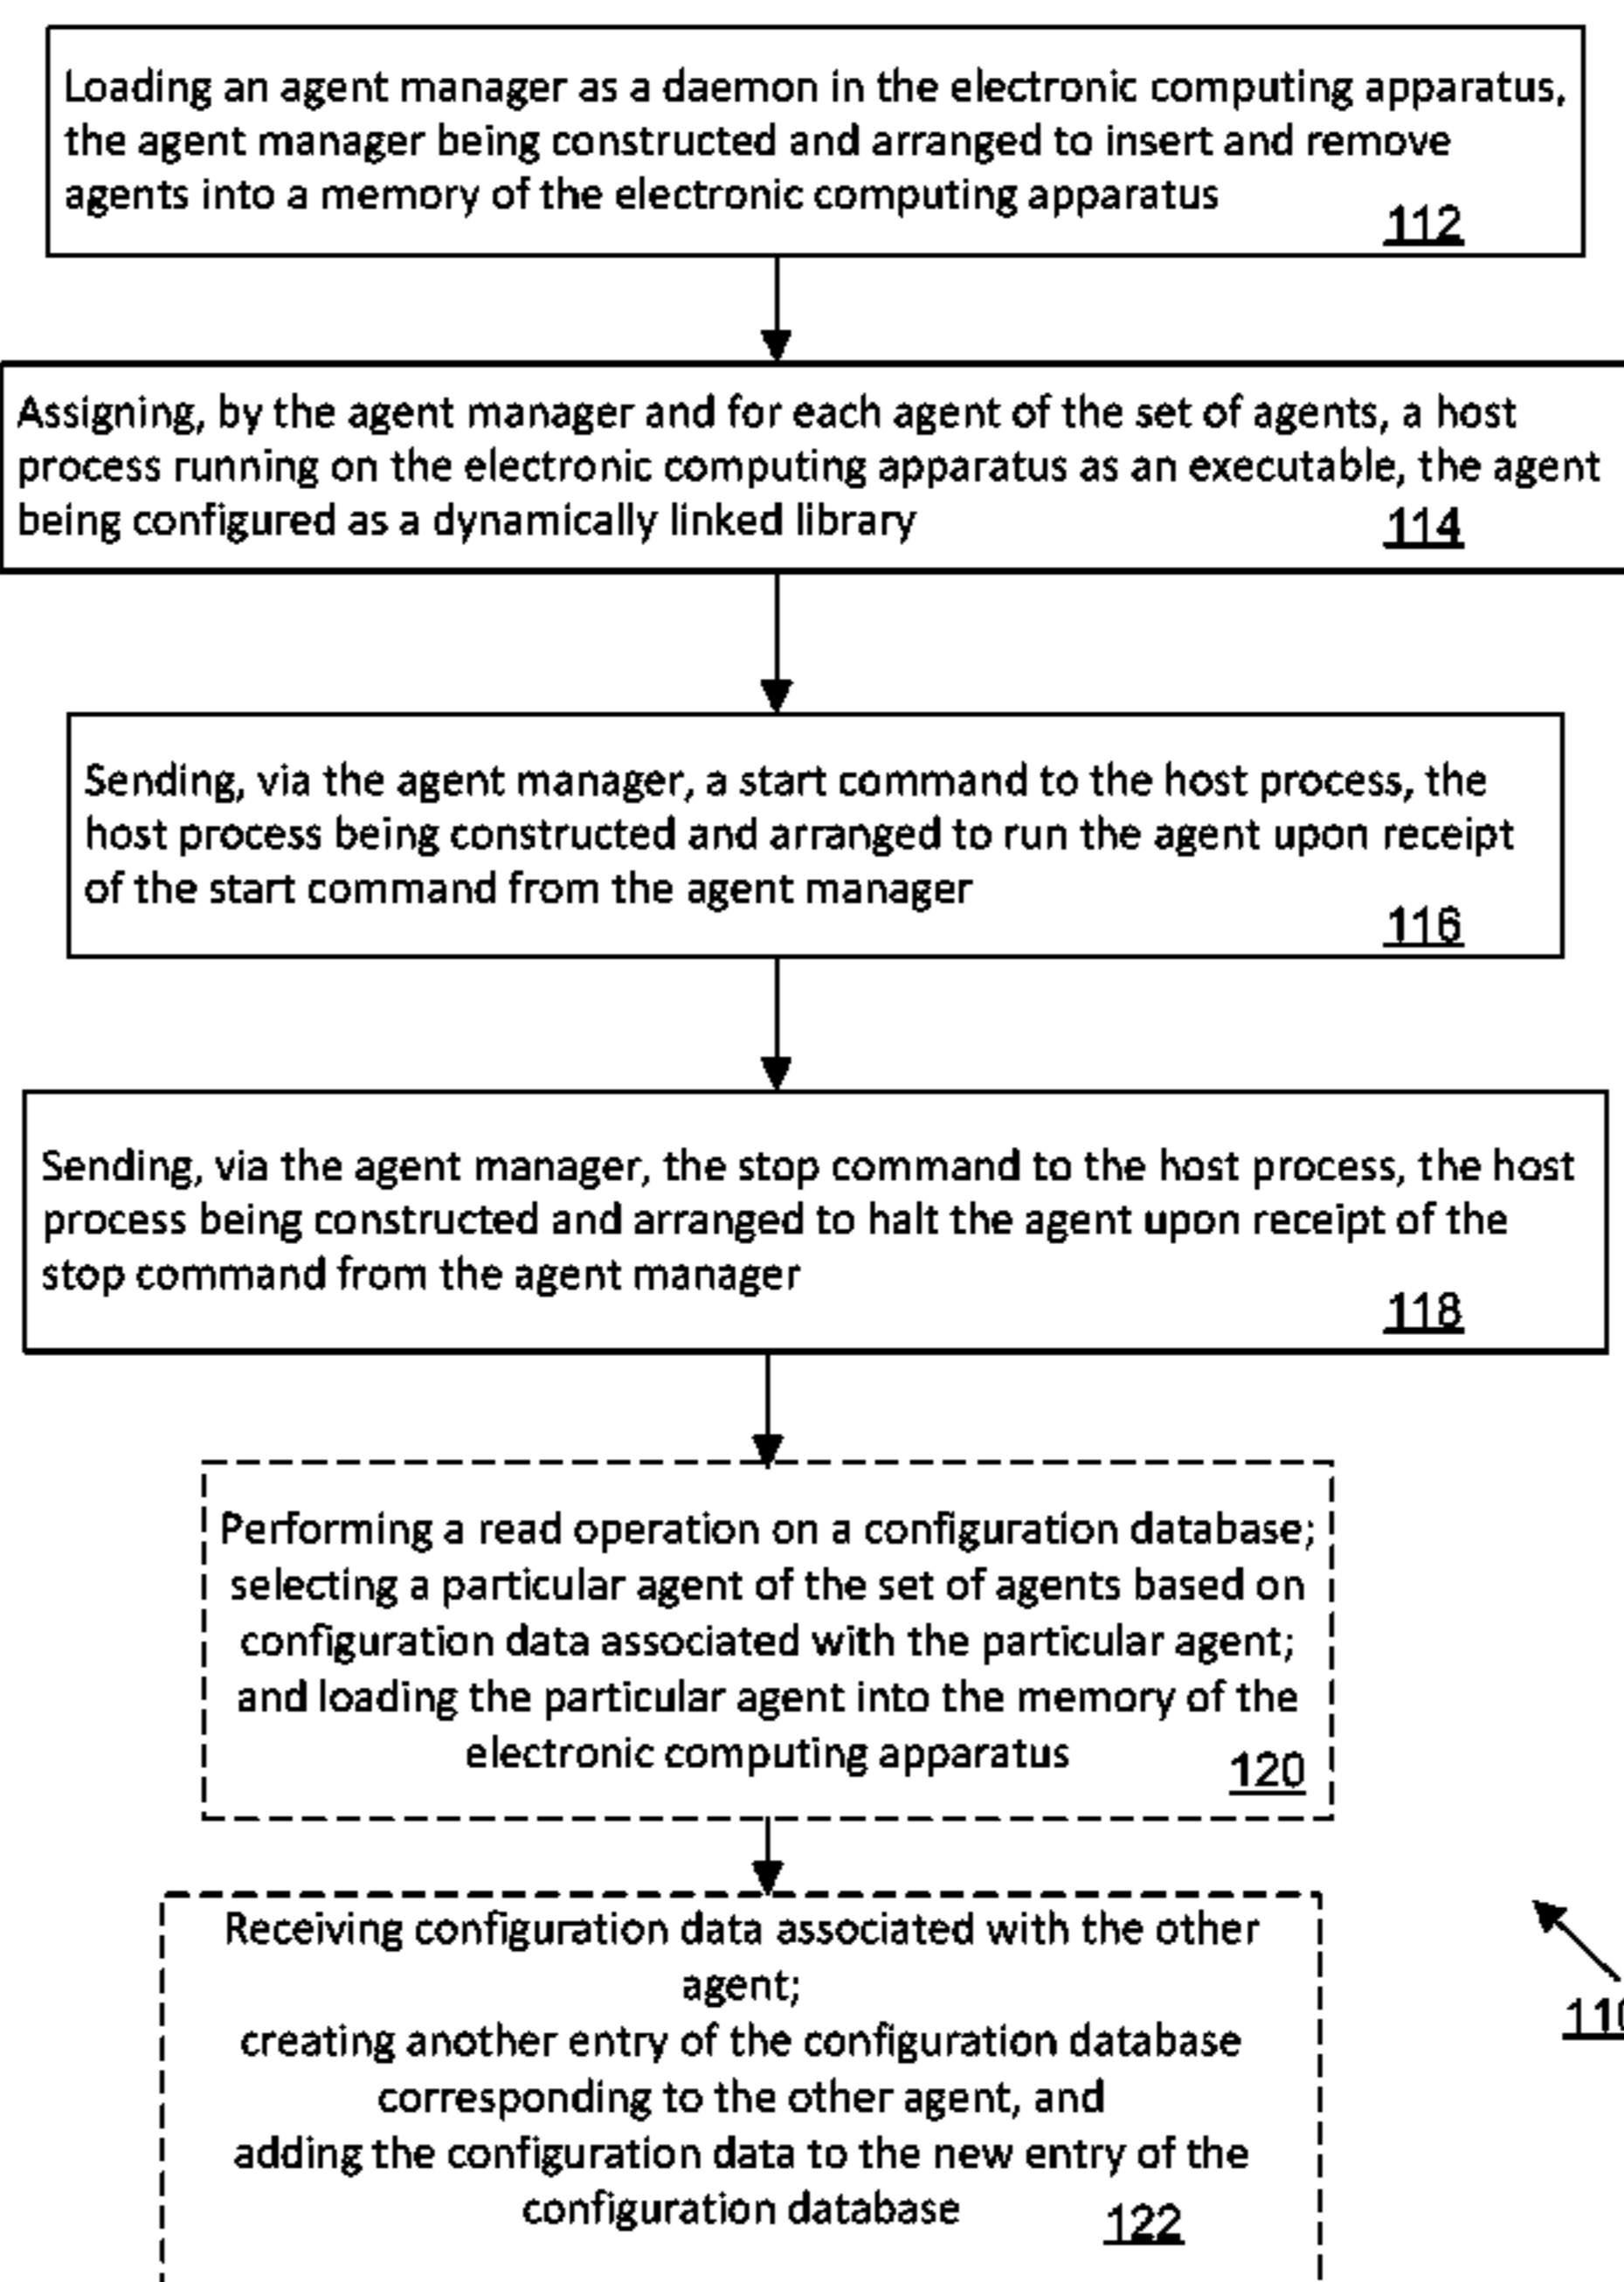 Loading an agent manager as a daemon in the electronic computing apparatus,
the agent manager being constructed and arranged to insert and remove
agents into a memory of the electronic computing apparatus
112
Assigning, by the agent manager and for each agent of the set of agents, a host
process running on the electronic computing apparatus as an executable, the agent
being configured as a dynamically linked library
114
Sending, via the agent manager, a start command to the host process, the
host process being constructed and arranged to run the agent upon receipt
of the start command from the agent manager
116
Sending, via the agent manager, the stop command to the host process, the host
process being constructed and arranged to halt the agent upon receipt of the
stop command from the agent manager
118
Performing a read operation on a configuration database;
selecting a particular agent of the set of agents based on
configuration data associated with the particular agent;
and loading the particular agent into the memory of the
electronic computing apparatus
120
Receiving configuration data associated with the other
agent;
creating another entry of the configuration database
corresponding to the other agent, and
adding the configuration data to the new entry of the
configuration database
122
110